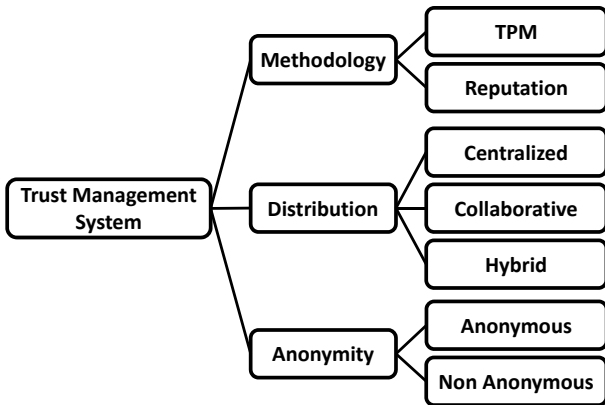 Trust Management
System
Methodology
TPM
Reputation
Distribution
Centralized
Collaborative
Hybrid
Anonymity
Anonymous
Non Anonymous